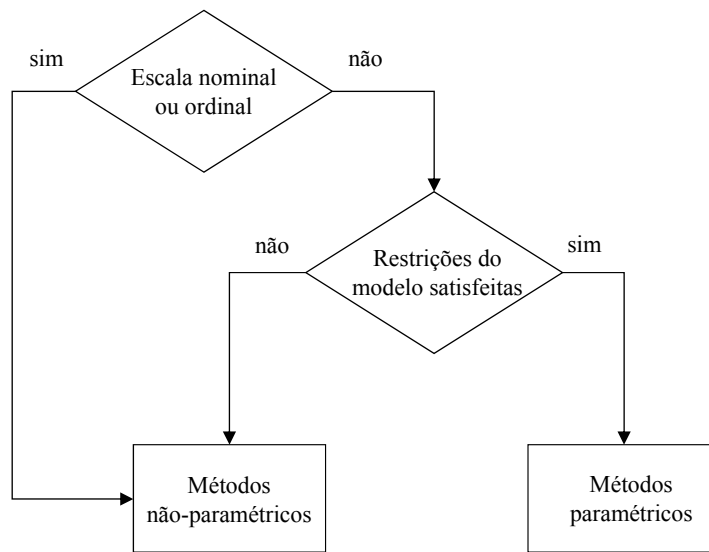 sim
não
Escala nominal
ou ordinal
não
sim
Restrições do
modelo satisfeitas
Métodos
não-paramétricos
Métodos
paramétricos